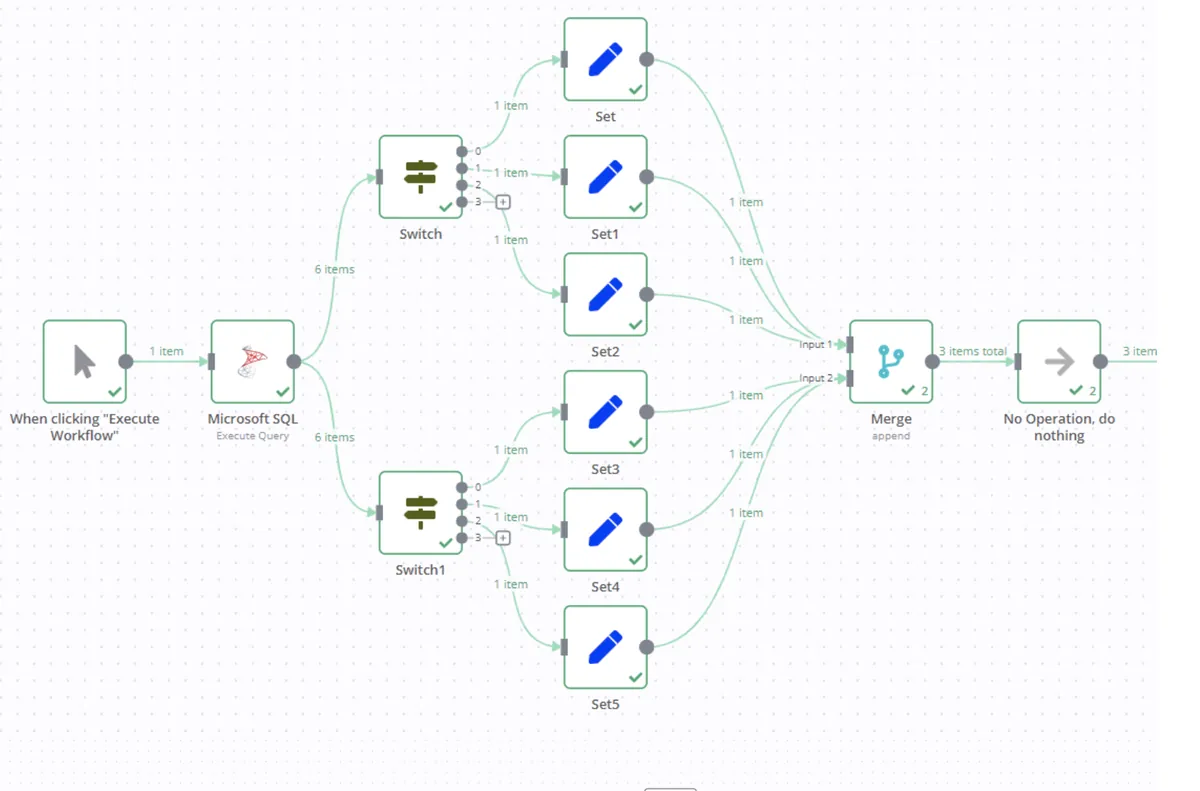 Set
1 item
0
1
1 item
2
3
Switch
Set1
1 item
1 item
1 item
6 items
Set2
1 item
1 item
Input 1
3 items total
3 item
Input 2
2
2
When clicking "Execute
Workflow"
Microsoft SQL
Execute Query
Merge
append
No Operation, do
nothing
6 items
1 item
1 item
Set3
1 item
0
1
1 item
2
3
Switch1
1 item
1 item
Set4
Set5